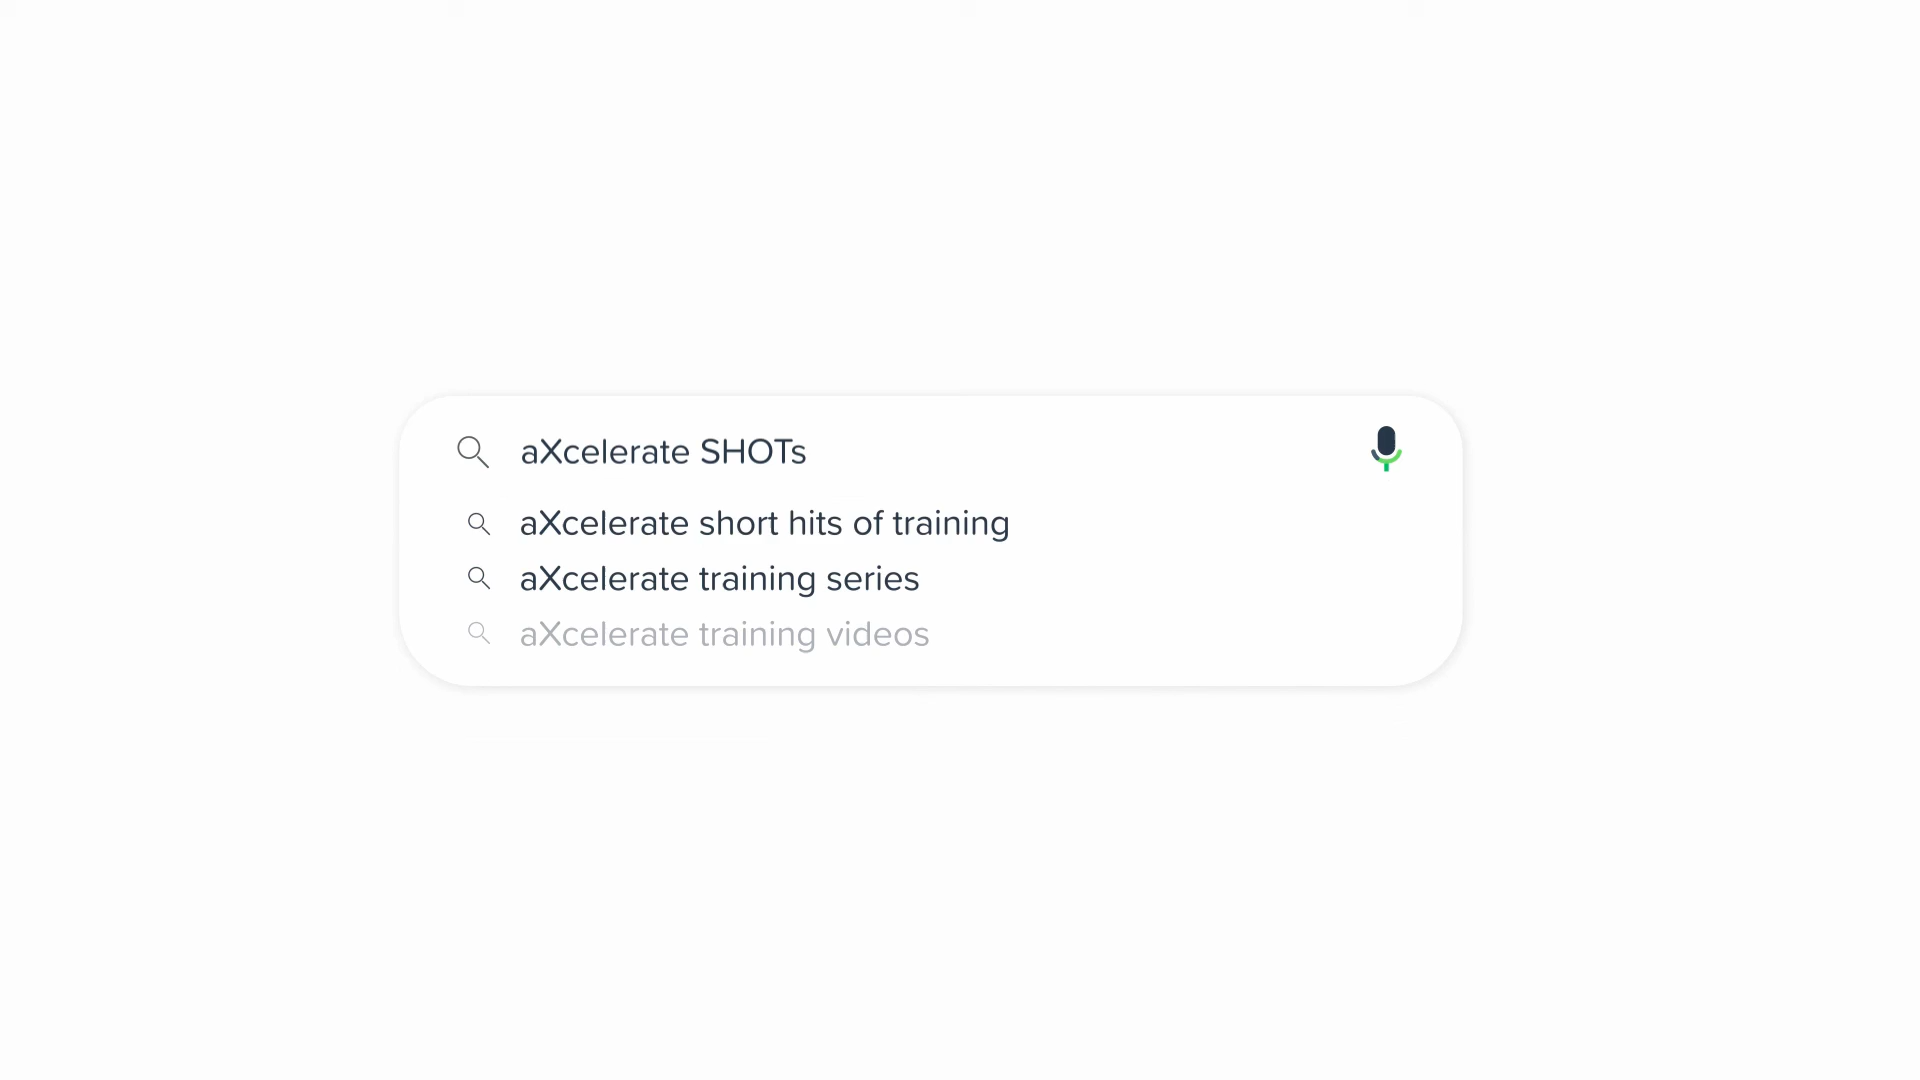 aXcelerate SHOTs
aXcelerate short hits of training
aXcelerate training series
aXcelerate training videos